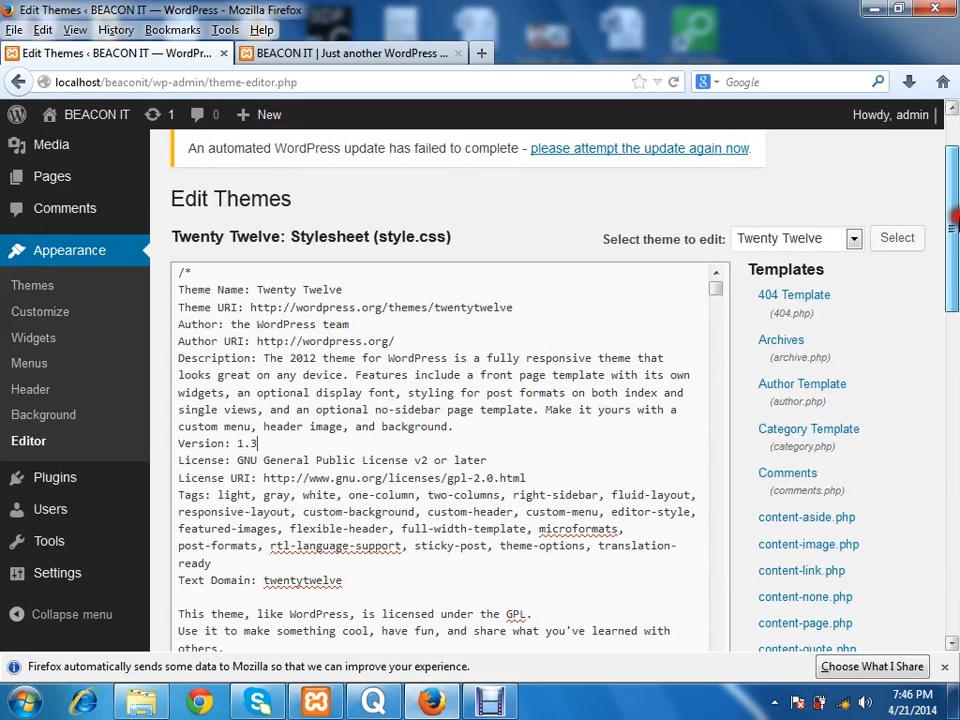 Edit Themes ‹ BEACON IT — WordPress - Mozilla Firefox
File Edit View History Bookmarks Tools Help
Edit Themes ‹ BEACON IT — WordPr... × BEACON IT | Just another WordPress ... ×
localhost/beaconit/wp-admin/theme-editor.php Google
BEACON IT 1 0 New Howdy, admin
Media
Pages
Comments
Appearance
Themes
Customize
Widgets
Menus
Header
Background
Editor
Plugins
Users
Tools
Settings
Collapse menu
An automated WordPress update has failed to complete - please attempt the update again now.
Edit Themes
Twenty Twelve: Stylesheet (style.css)
Select theme to edit: Twenty Twelve Select
/*
Theme Name: Twenty Twelve
Theme URI: http://wordpress.org/themes/twentytwelve
Author: the WordPress team
Author URI: http://wordpress.org/
Description: The 2012 theme for WordPress is a fully responsive theme that
looks great on any device. Features include a front page template with its own
widgets, an optional display font, styling for post formats on both index and
single views, and an optional no-sidebar page template. Make it yours with a
custom menu, header image, and background.
Version: 1.3
License: GNU General Public License v2 or later
License URI: http://www.gnu.org/licenses/gpl-2.0.html
Tags: light, gray, white, one-column, two-columns, right-sidebar, fluid-layout,
responsive-layout, custom-background, custom-header, custom-menu, editor-style,
featured-images, flexible-header, full-width-template, microformats,
post-formats, rtl-language-support, sticky-post, theme-options, translation-
ready
Text Domain: twentytwelve
This theme, like WordPress, is licensed under the GPL.
Use it to make something cool, have fun, and share what you've learned with
others.
Templates
404 Template
(404.php)
Archives
(archive.php)
Author Template
(author.php)
Category Template
(category.php)
Comments
(comments.php)
content-aside.php
content-image.php
content-link.php
content-none.php
content-page.php
content-quote.php
Firefox automatically sends some data to Mozilla so that we can improve your experience. Choose What I Share ×
7:46 PM
4/21/2014